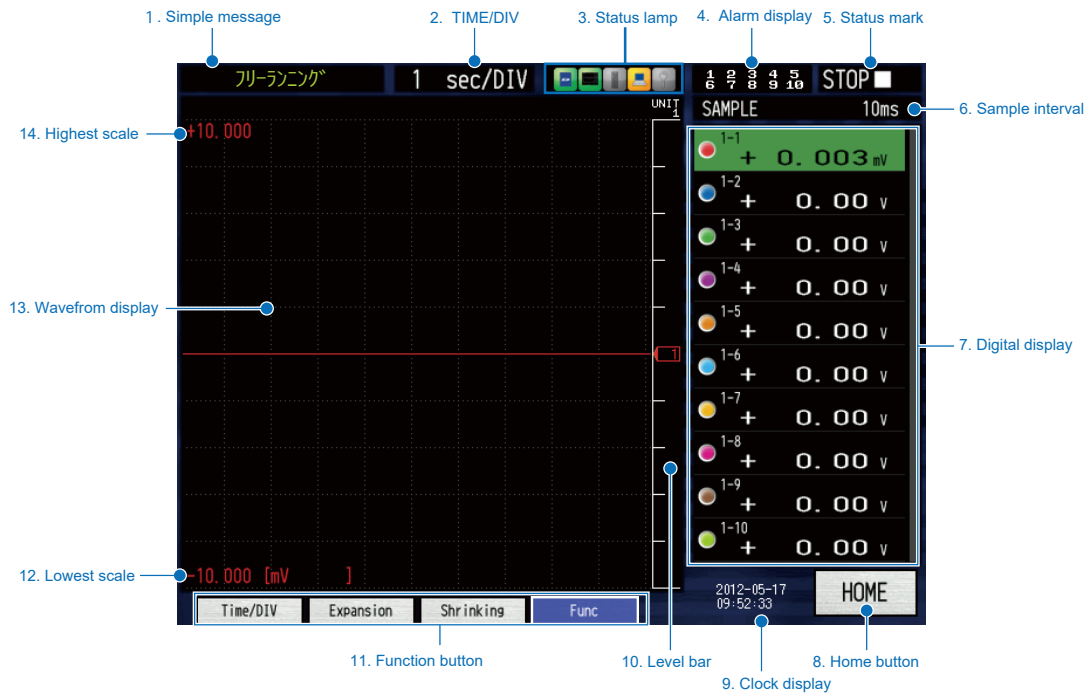 1 . Simple message
2. TIME/DIV
3. Status lamp
4. Alarm display
5. Status mark
フリーランニング
1 sec/DIV
1 2 3 4 5
6 7 8 9 10
STOP
UNIT
1
SAMPLE 10ms
6. Sample interval
14. Highest scale
+10.000
1-1
+ 0.003 mV
1-2
+ 0.00 V
1-3
+ 0.00 V
1-4
+ 0.00 V
13. Wavefrom display
1-5
+ 0.00 V
7. Digital display
1
1-6
+ 0.00 V
1-7
+ 0.00 V
1-8
+ 0.00 V
1-9
+ 0.00 V
1-10
+ 0.00 V
12. Lowest scale
-10.000 [mV ]
2012-05-17
09:52:33
HOME
Time/DIV
Expansion
Shrinking
Func
11. Function button
10. Level bar
8. Home button
9. Clock display